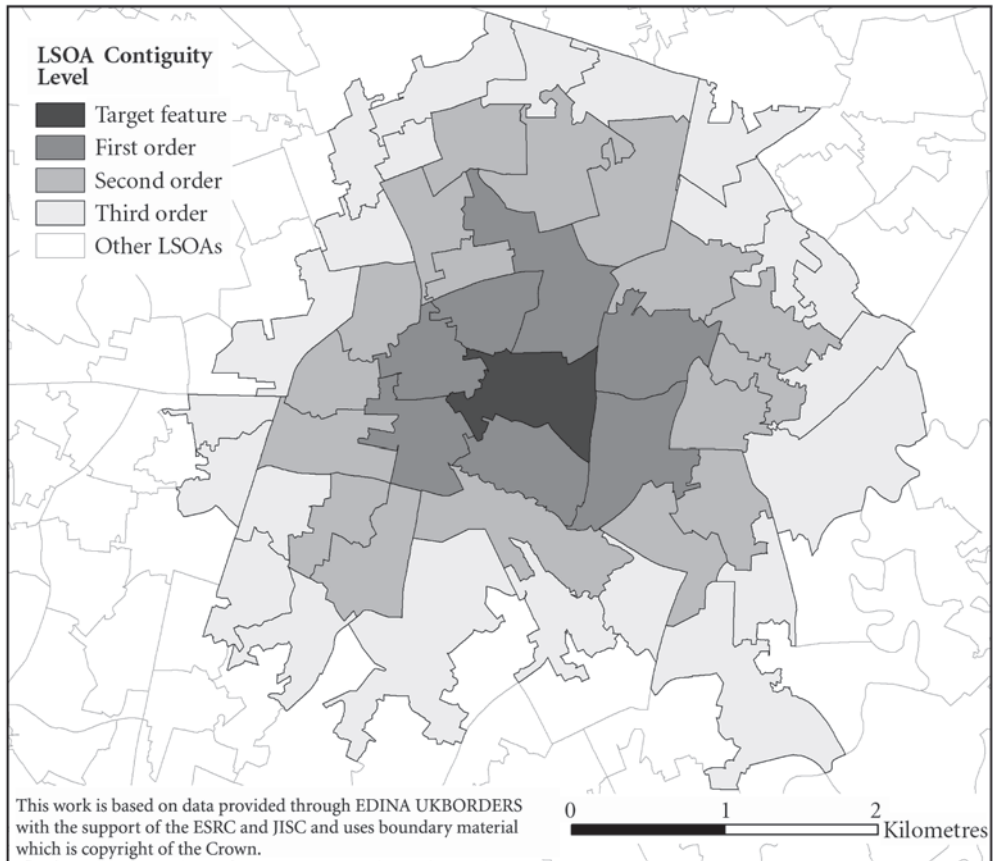 LSOA Contiguity
Level
Target feature
First order
Second order
Third order
Other LSOAs
This work is based on data provided through EDINA UKBORDERS
with the support of the ESRC and JISC and uses boundary material
which is copyright of the Crown.
0 1 2
Kilometres